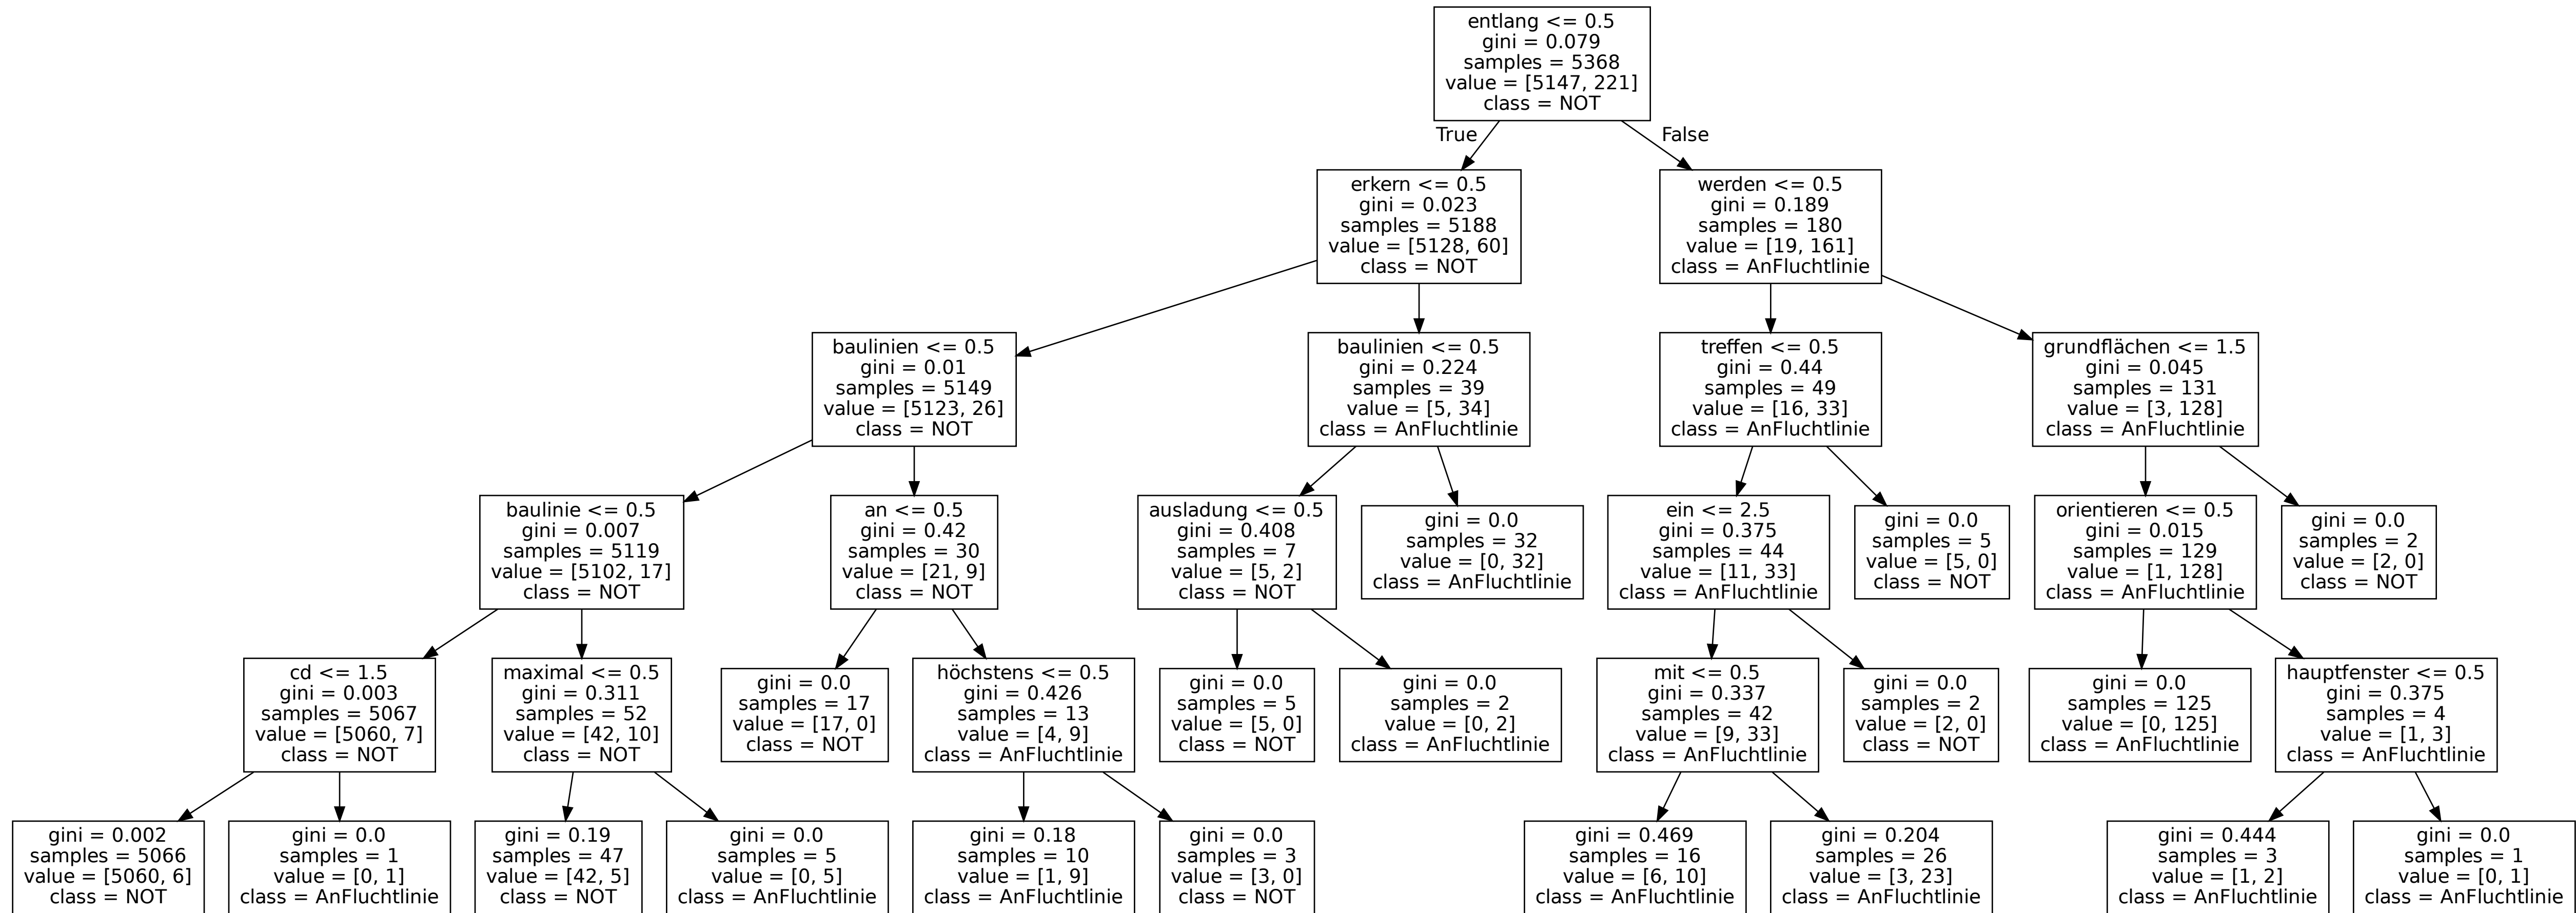 entlang <= 0.5
gini = 0.079
samples = 5368
value = [5147, 221]
class = NOT
True
False
erkern <= 0.5
gini = 0.023
samples = 5188
value = [5128, 60]
class = NOT
werden <= 0.5
gini = 0.189
samples = 180
value = [19, 161]
class = AnFluchtlinie
baulinien <= 0.5
gini = 0.01
samples = 5149
value = [5123, 26]
class = NOT
baulinien <= 0.5
gini = 0.224
samples = 39
value = [5, 34]
class = AnFluchtlinie
treffen <= 0.5
gini = 0.44
samples = 49
value = [16, 33]
class = AnFluchtlinie
grundflächen <= 1.5
gini = 0.045
samples = 131
value = [3, 128]
class = AnFluchtlinie
baulinie <= 0.5
gini = 0.007
samples = 5119
value = [5102, 17]
class = NOT
an <= 0.5
gini = 0.42
samples = 30
value = [21, 9]
class = NOT
ausladung <= 0.5
gini = 0.408
samples = 7
value = [5, 2]
class = NOT
gini = 0.0
samples = 32
value = [0, 32]
class = AnFluchtlinie
ein <= 2.5
gini = 0.375
samples = 44
value = [11, 33]
class = AnFluchtlinie
gini = 0.0
samples = 5
value = [5, 0]
class = NOT
orientieren <= 0.5
gini = 0.015
samples = 129
value = [1, 128]
class = AnFluchtlinie
gini = 0.0
samples = 2
value = [2, 0]
class = NOT
cd <= 1.5
gini = 0.003
samples = 5067
value = [5060, 7]
class = NOT
maximal <= 0.5
gini = 0.311
samples = 52
value = [42, 10]
class = NOT
gini = 0.0
samples = 17
value = [17, 0]
class = NOT
höchstens <= 0.5
gini = 0.426
samples = 13
value = [4, 9]
class = AnFluchtlinie
gini = 0.0
samples = 5
value = [5, 0]
class = NOT
gini = 0.0
samples = 2
value = [0, 2]
class = AnFluchtlinie
mit <= 0.5
gini = 0.337
samples = 42
value = [9, 33]
class = AnFluchtlinie
gini = 0.0
samples = 2
value = [2, 0]
class = NOT
gini = 0.0
samples = 125
value = [0, 125]
class = AnFluchtlinie
hauptfenster <= 0.5
gini = 0.375
samples = 4
value = [1, 3]
class = AnFluchtlinie
gini = 0.002
samples = 5066
value = [5060, 6]
class = NOT
gini = 0.0
samples = 1
value = [0, 1]
class = AnFluchtlinie
gini = 0.19
samples = 47
value = [42, 5]
class = NOT
gini = 0.0
samples = 5
value = [0, 5]
class = AnFluchtlinie
gini = 0.18
samples = 10
value = [1, 9]
class = AnFluchtlinie
gini = 0.0
samples = 3
value = [3, 0]
class = NOT
gini = 0.469
samples = 16
value = [6, 10]
class = AnFluchtlinie
gini = 0.204
samples = 26
value = [3, 23]
class = AnFluchtlinie
gini = 0.444
samples = 3
value = [1, 2]
class = AnFluchtlinie
gini = 0.0
samples = 1
value = [0, 1]
class = AnFluchtlinie